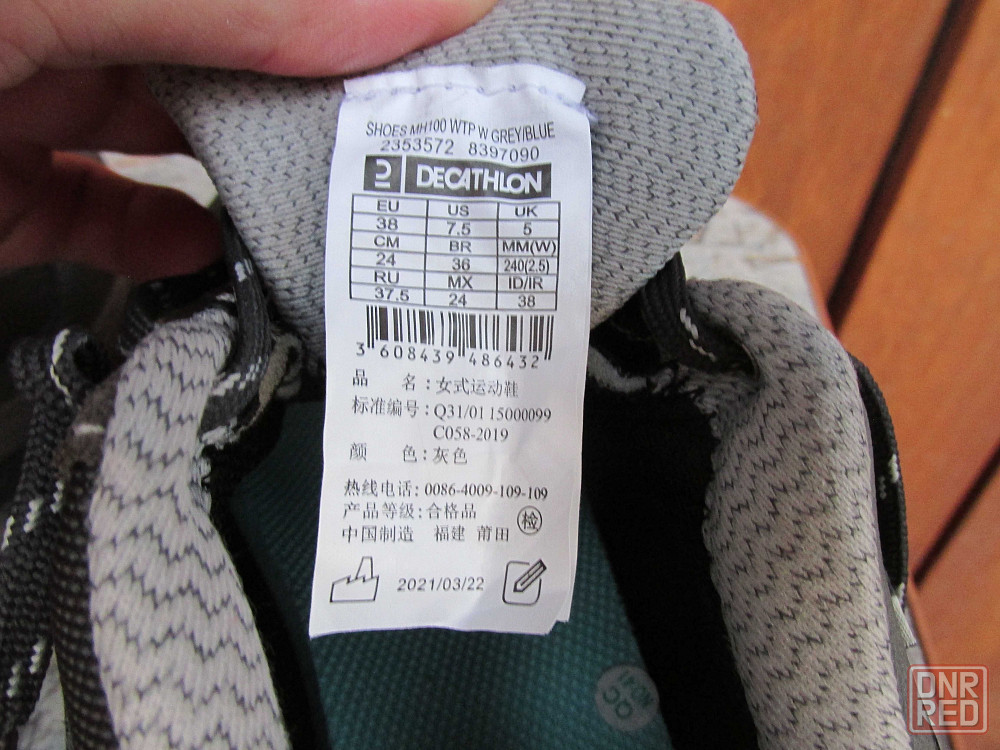 SHOES MH100 WTP W GREY/BLUE
2353572 8397090
DECATHLON
EU US UK
38 7.5 5
CM BR MM(W)
24 36 240(2.5)
RU MX ID/IR
37.5 24 38
3 608439 486432
品 名：女式运动鞋
标准编号：Q31/0115000099
C058-2019
颜 色：灰色
热线电话：0086-4009-109-109
产品等级：合格品
检
中国制造 福建 莆田
2021/03/22
DNR
RED